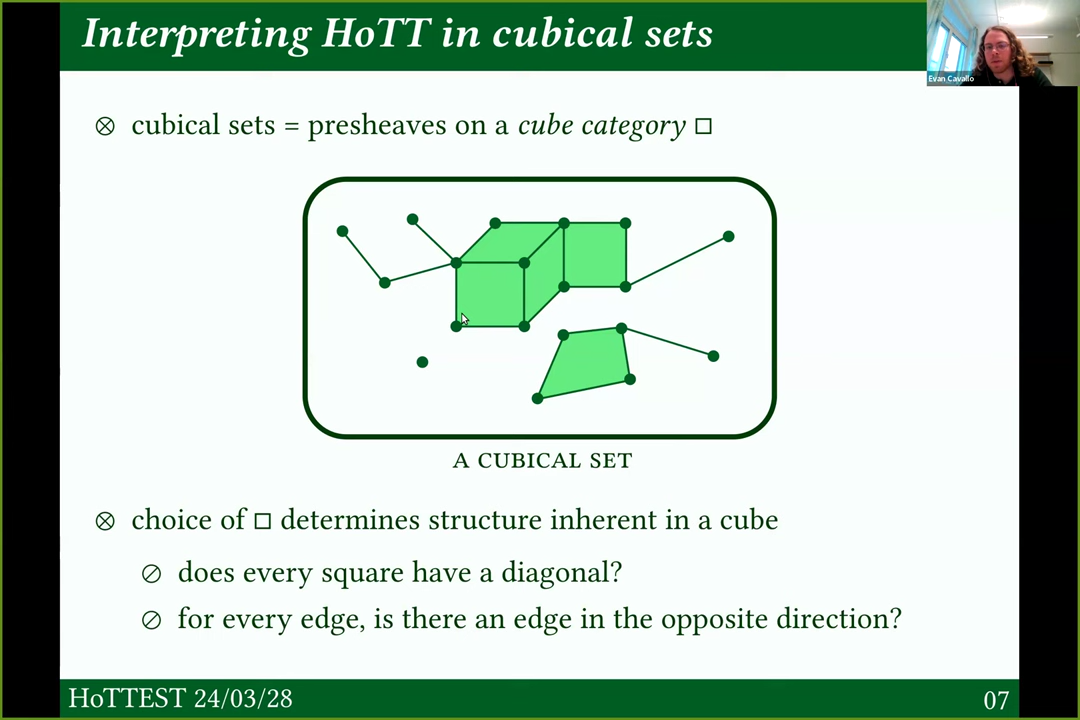 Interpreting HoTT in cubical sets
Evan Cavallo
⊗ cubical sets = presheaves on a cube category □
A CUBICAL SET
⊗ choice of □ determines structure inherent in a cube
⊘ does every square have a diagonal?
⊘ for every edge, is there an edge in the opposite direction?
HoTTEST 24/03/28
07